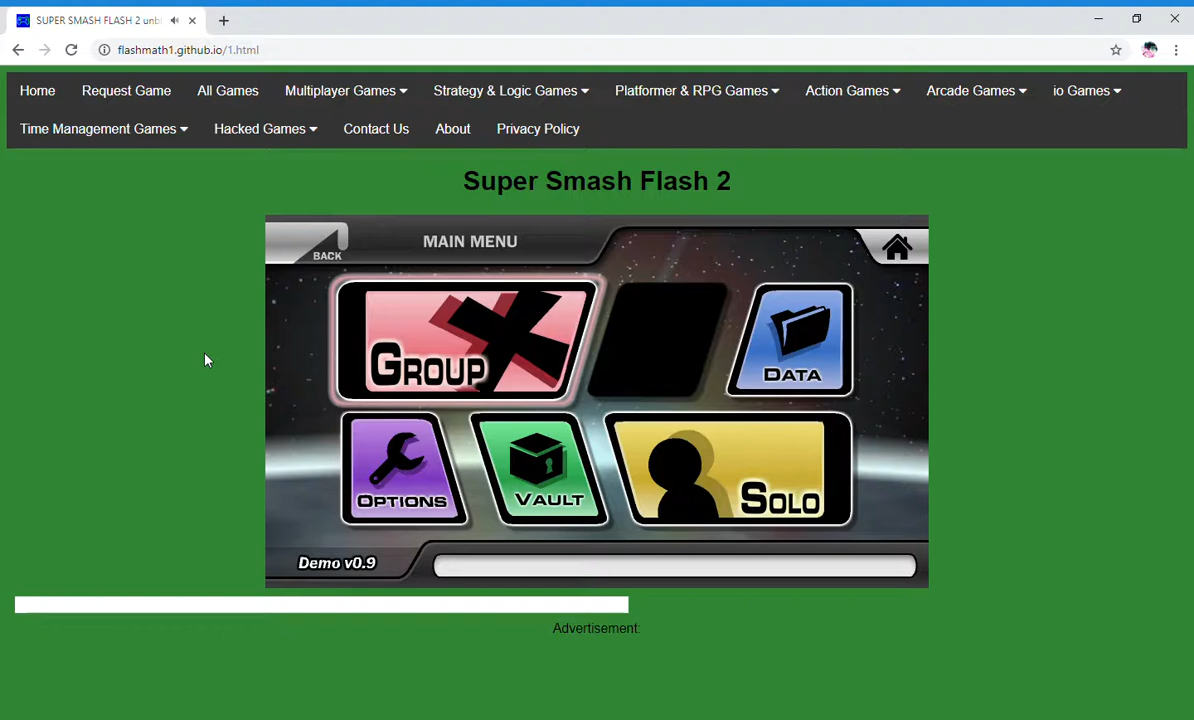 SUPER SMASH FLASH 2 unbl
flashmath1.github.io/1.html
Home Request Game All Games Multiplayer Games Strategy & Logic Games Platformer & RPG Games Action Games Arcade Games io Games
Time Management Games Hacked Games Contact Us About Privacy Policy
Super Smash Flash 2
BACK MAIN MENU
GROUP DATA
OPTIONS VAULT SOLO
Demo v0.9
Advertisement: